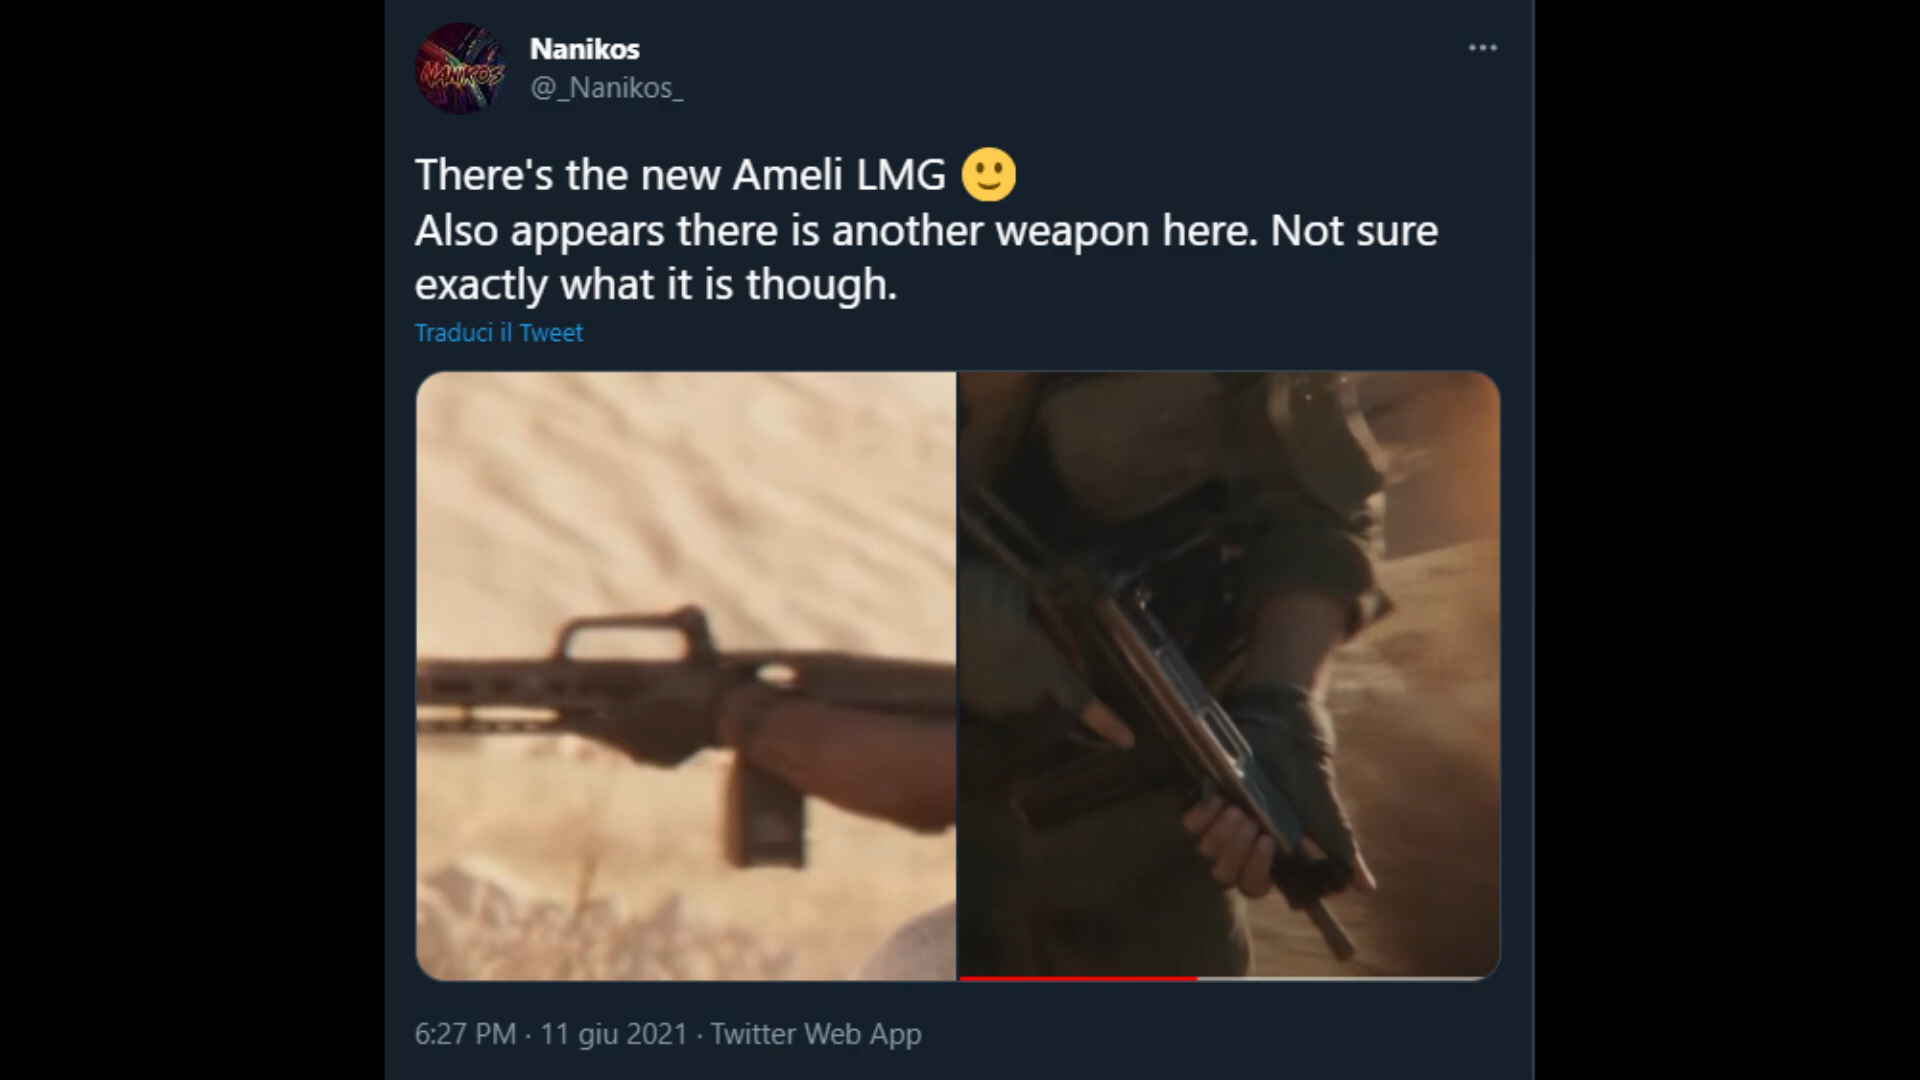 NANIKOS
Nanikos
@_Nanikos_
There's the new Ameli LMG 🙂
Also appears there is another weapon here. Not sure
exactly what it is though.
Traduci il Tweet
6:27 PM · 11 giu 2021 · Twitter Web App